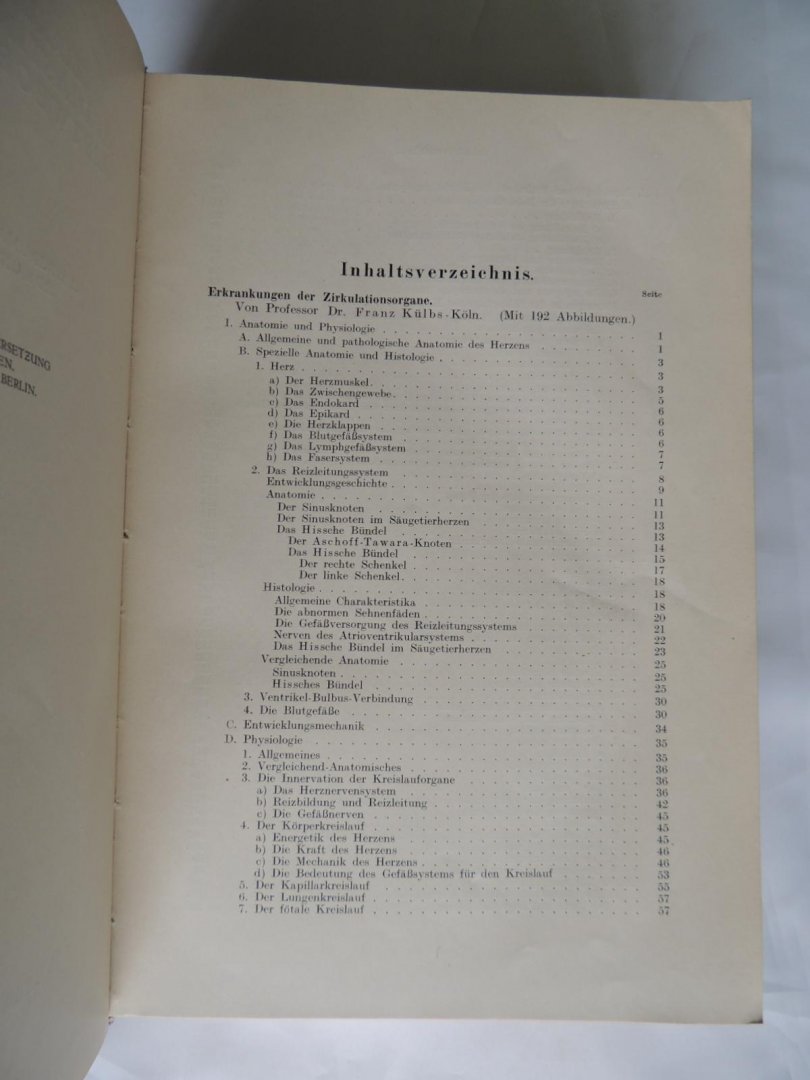 RSETZUNG
EN.
BERLIN.
Inhaltsverzeichnis.
Seite
Erkrankungen der Zirkulationsorgane.
Von Professor Dr. Franz Külbs-Köln. (Mit 192 Abbildungen.)
I. Anatomie und Physiologie . . . 1
A. Allgemeine und pathologische Anatomie des Herzens . . . 1
B. Spezielle Anatomie und Histologie . . . 3
1. Herz . . . 3
a) Der Herzmuskel . . . 3
b) Das Zwischengewebe . . . 5
c) Das Endokard . . . 6
d) Das Epikard . . . 6
e) Die Herzklappen . . . 6
f) Das Blutgefäßsystem . . . 6
g) Das Lymphgefäßsystem . . . 7
h) Das Fasersystem . . . 7
2. Das Reizleitungssystem . . . 8
Entwicklungsgeschichte . . . 9
Anatomie . . . 11
Der Sinusknoten . . . 11
Der Sinusknoten im Säugetierherzen . . . 13
Das Hissche Bündel . . . 13
Der Aschoff-Tawara-Knoten . . . 14
Das Hissche Bündel . . . 15
Der rechte Schenkel . . . 17
Der linke Schenkel . . . 18
Histologie . . . 18
Allgemeine Charakteristika . . . 18
Die abnormen Sehnenfäden . . . 20
Die Gefäßversorgung des Reizleitungssystems . . . 21
Nerven des Atrioventrikularsystems . . . 22
Das Hissche Bündel im Säugetierherzen . . . 23
Vergleichende Anatomie . . . 25
Sinusknoten . . . 25
Hissches Bündel . . . 25
3. Ventrikel-Bulbus-Verbindung . . . 30
4. Die Blutgefäße . . . 30
C. Entwicklungsmechanik . . . 34
D. Physiologie . . . 35
1. Allgemeines . . . 35
2. Vergleichend-Anatomisches . . . 36
3. Die Innervation der Kreislauforgane . . . 36
a) Das Herznervensystem . . . 36
b) Reizbildung und Reizleitung . . . 42
c) Die Gefäßnerven . . . 45
4. Der Körperkreislauf . . . 45
a) Energetik des Herzens . . . 45
b) Die Kraft des Herzens . . . 46
c) Die Mechanik des Herzens . . . 46
d) Die Bedeutung des Gefäßsystems für den Kreislauf . . . 53
5. Der Kapillarkreislauf . . . 55
6. Der Lungenkreislauf . . . 57
7. Der fötale Kreislauf . . . 57